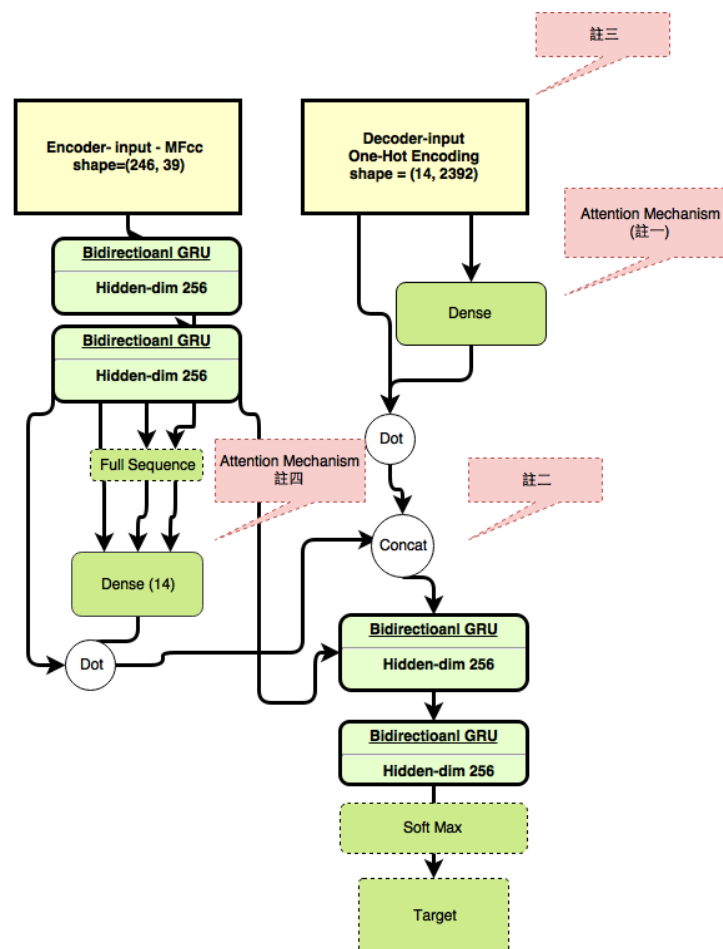 註三
Encoder- input - MFcc
shape=(246, 39)
Decoder-input
One-Hot Encoding
shape = (14, 2392)
Attention Mechanism
(註一)
Bidirectioanl GRU
Hidden-dim 256
Dense
Bidirectioanl GRU
Hidden-dim 256
Dot
Full Sequence
Attention Mechanism
註四
註二
Concat
Dense (14)
Bidirectioanl GRU
Hidden-dim 256
Dot
Bidirectioanl GRU
Hidden-dim 256
Soft Max
Target